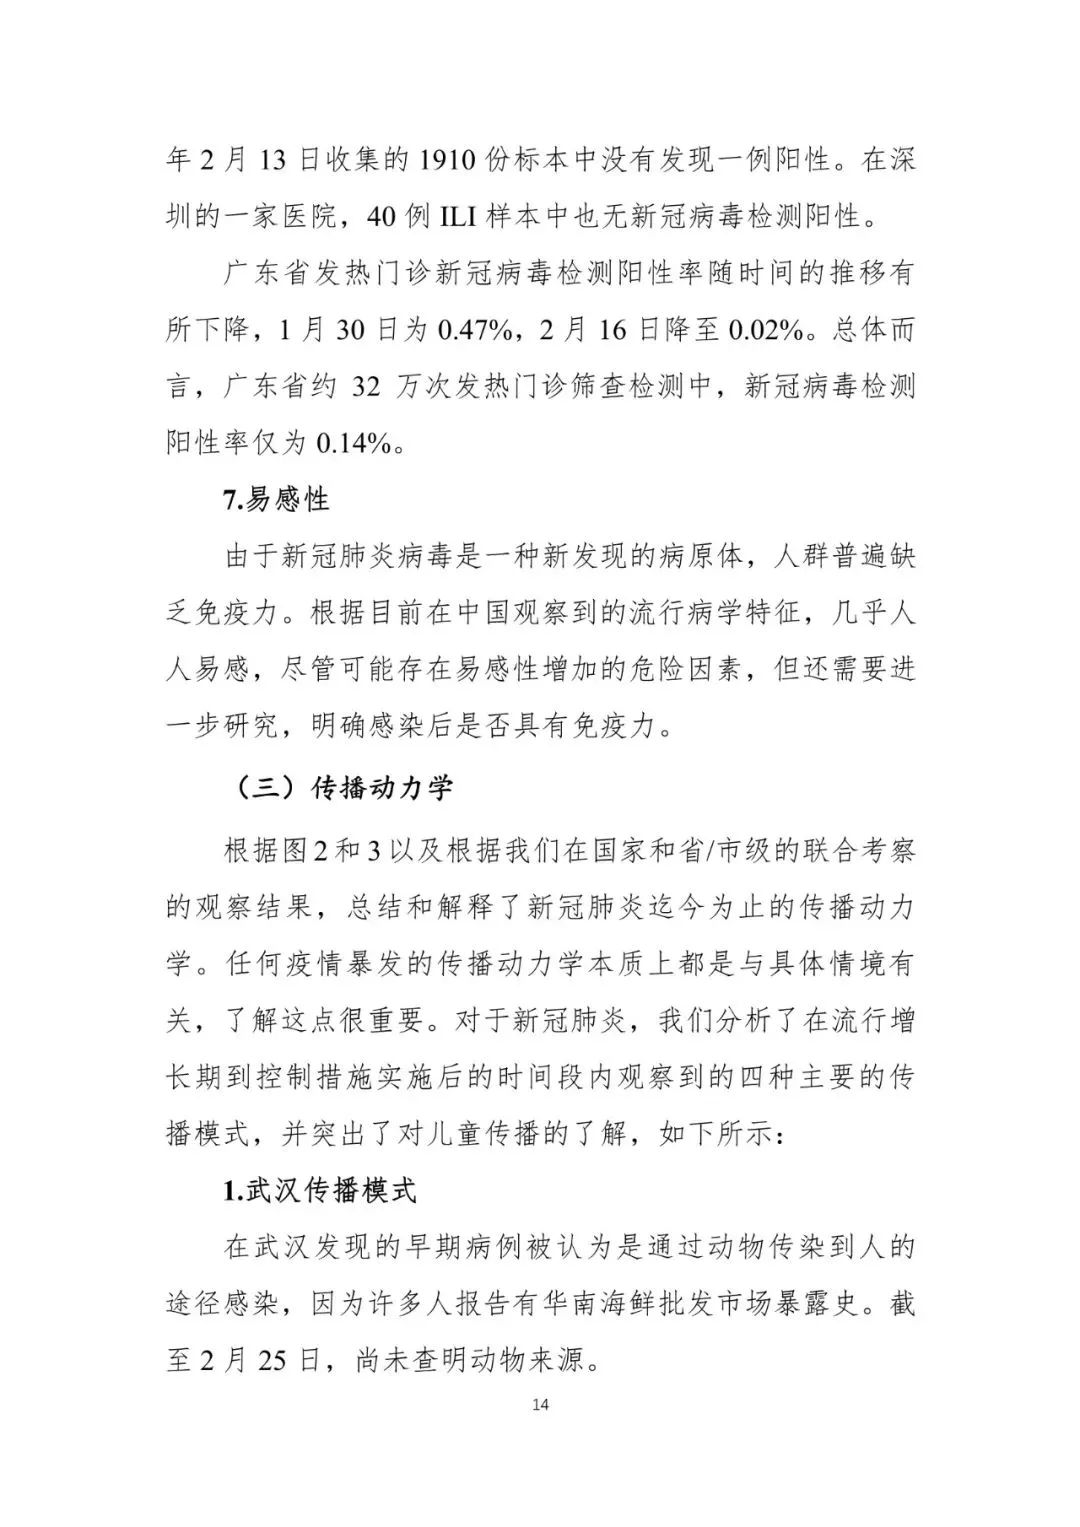 年 2 月 13 日收集的 1910 份标本中没有发现一例阳性。在深
圳的一家医院，40 例 ILI 样本中也无新冠病毒检测阳性。
广东省发热门诊新冠病毒检测阳性率随时间的推移有
所下降，1 月 30 日为 0.47%，2 月 16 日降至 0.02%。总体而
言，广东省约 32 万次发热门诊筛查检测中，新冠病毒检测
阳性率仅为 0.14%。
7.易感性
由于新冠肺炎病毒是一种新发现的病原体，人群普遍缺
乏免疫力。根据目前在中国观察到的流行病学特征，几乎人
人易感，尽管可能存在易感性增加的危险因素，但还需要进
一步研究，明确感染后是否具有免疫力。
（三）传播动力学
根据图 2 和 3 以及根据我们在国家和省/市级的联合考察
的观察结果，总结和解释了新冠肺炎迄今为止的传播动力
学。任何疫情暴发的传播动力学本质上都是与具体情境有
关，了解这点很重要。对于新冠肺炎，我们分析了在流行增
长期到控制措施实施后的时间段内观察到的四种主要的传
播模式，并突出了对儿童传播的了解，如下所示：
1.武汉传播模式
在武汉发现的早期病例被认为是通过动物传染到人的
途径感染，因为许多人报告有华南海鲜批发市场暴露史。截
至 2 月 25 日，尚未查明动物来源。
14